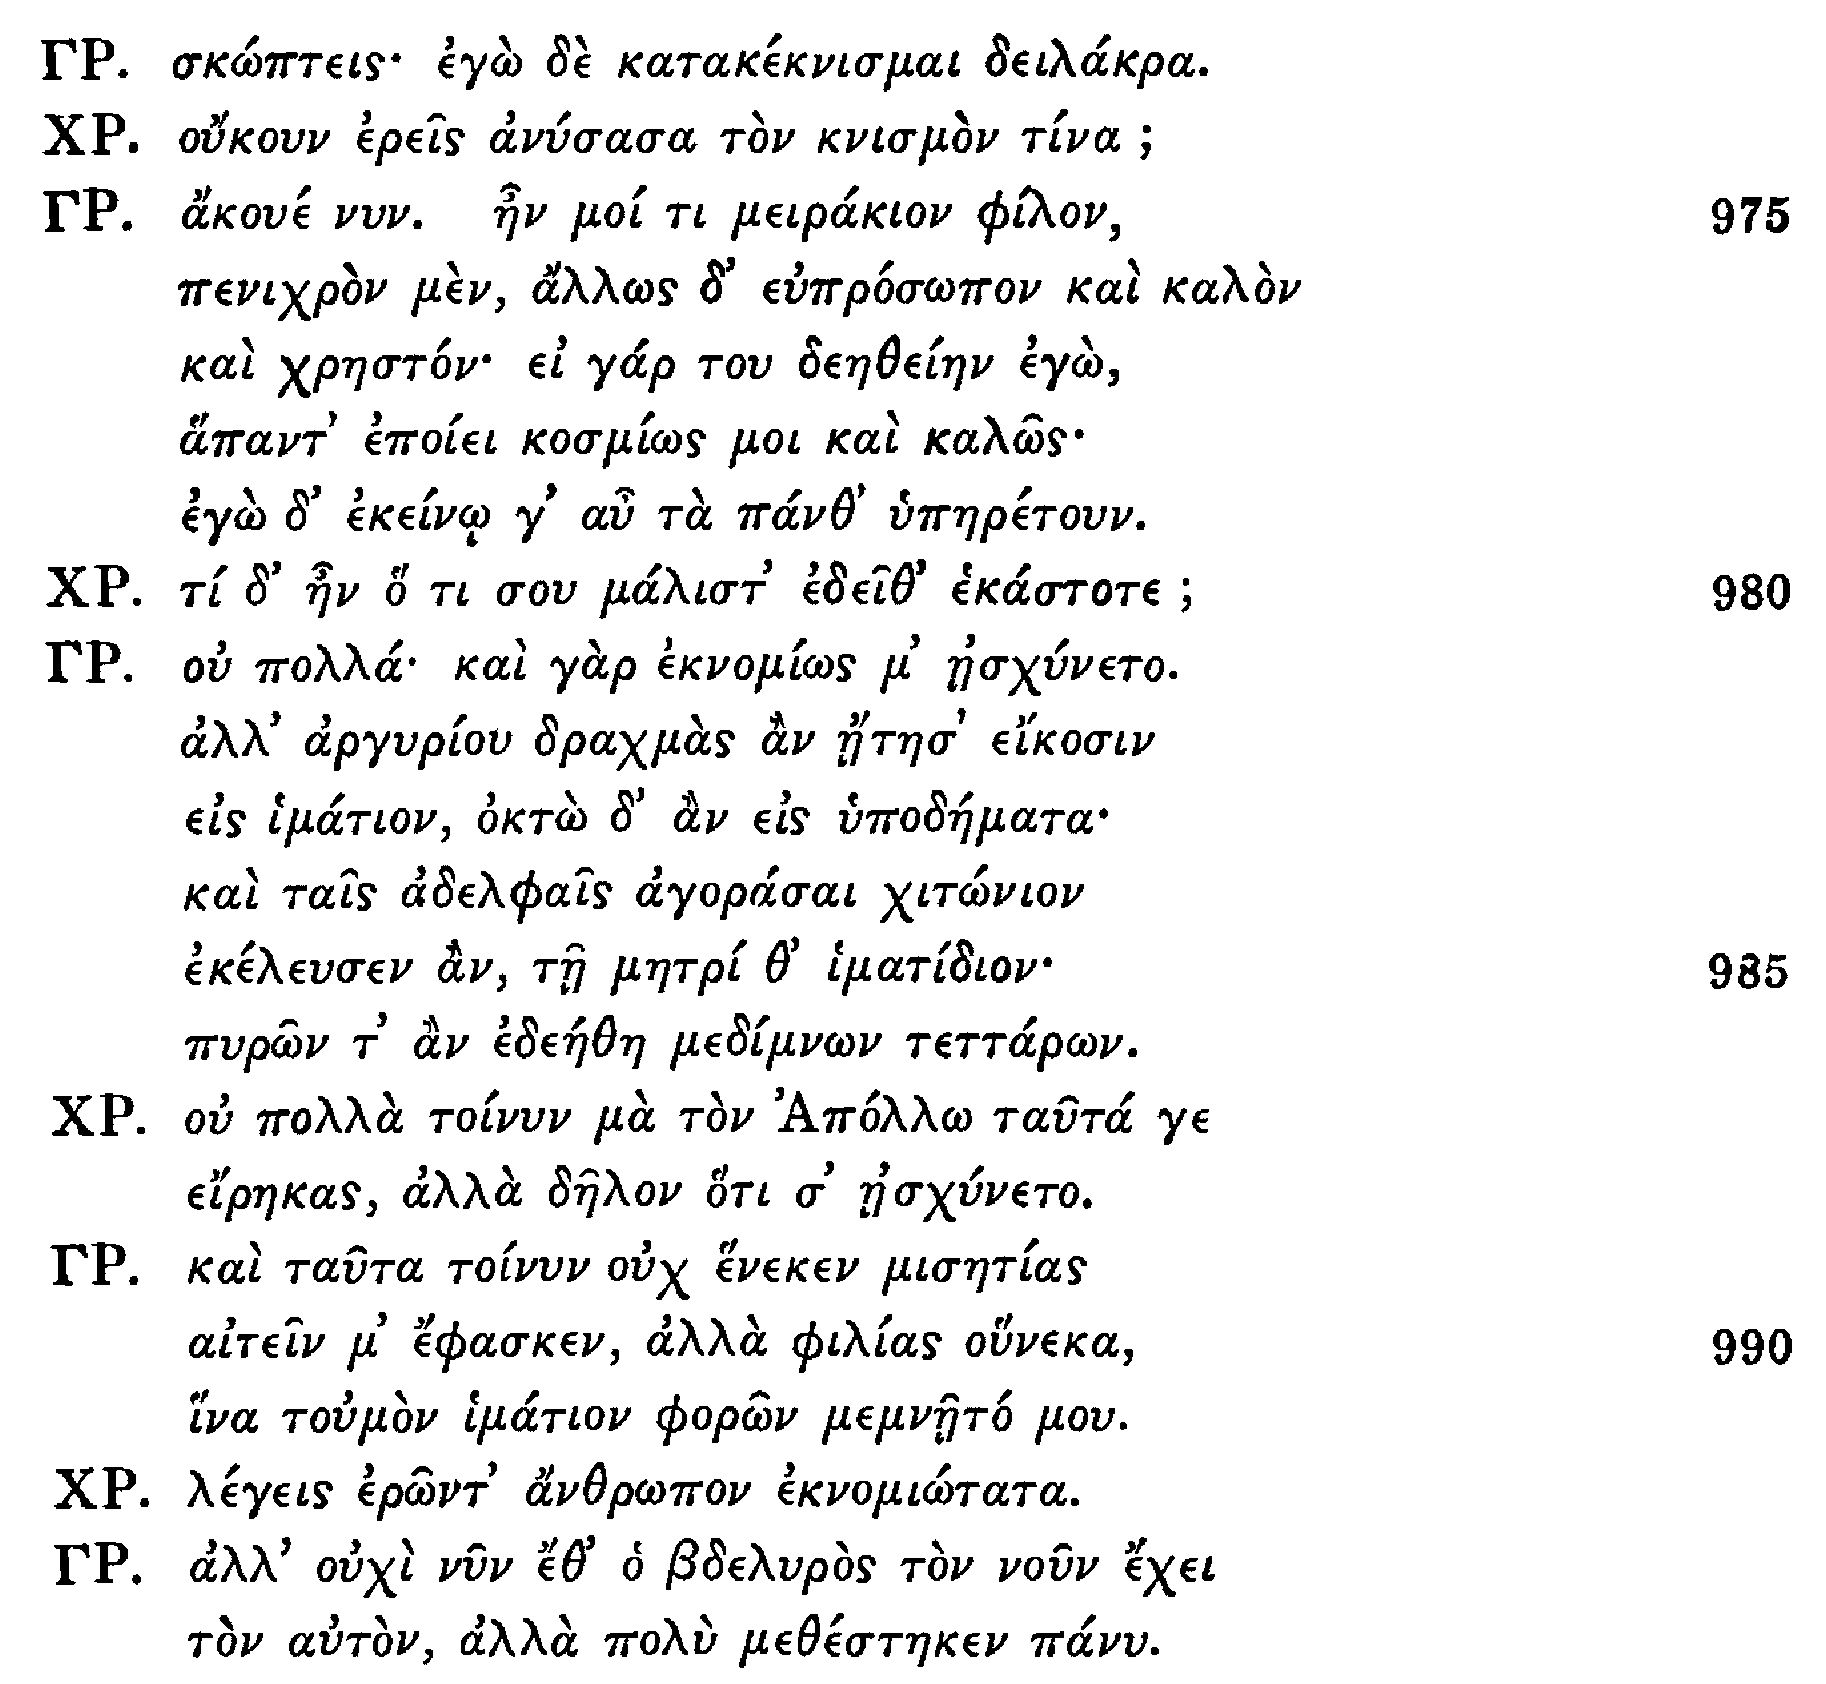 ΓΡ. σκώπτεις· ἐγὼ δὲ κατακέκνισμαι δειλάκρα.
ΧΡ. οὔκουν ἐρεῖς ἀνύσασα τὸν κνισμὸν τίνα ;
ΓΡ. ἄκουέ νυν. ἦν μοί τι μειράκιον φίλον, 975
πενιχρὸν μὲν, ἄλλως δ' εὐπρόσωπον καὶ καλὸν
καὶ χρηστόν· εἰ γάρ του δεηθείην ἐγὼ,
ἅπαντ' ἐποίει κοσμίως μοι καὶ καλῶς·
ἐγὼ δ' ἐκείνῳ γ' αὖ τὰ πάνθ' ὑπηρέτουν.
ΧΡ. τί δ' ἦν ὅ τι σου μάλιστ' ἐδεῖθ' ἑκάστοτε ; 980
ΓΡ. οὐ πολλά· καὶ γὰρ ἐκνομίως μ' ᾐσχύνετο.
ἀλλ' ἀργυρίου δραχμὰς ἂν ᾔτησ' εἴκοσιν
εἰς ἱμάτιον, ὀκτὼ δ' ἂν εἰς ὑποδήματα·
καὶ ταῖς ἀδελφαῖς ἀγοράσαι χιτώνιον
ἐκέλευσεν ἂν, τῇ μητρί θ' ἱματίδιον· 985
πυρῶν τ' ἂν ἐδεήθη μεδίμνων τεττάρων.
ΧΡ. οὐ πολλὰ τοίνυν μὰ τὸν Ἀπόλλω ταῦτά γε
εἴρηκας, ἀλλὰ δῆλον ὅτι σ' ᾐσχύνετο.
ΓΡ. καὶ ταῦτα τοίνυν οὐχ ἕνεκεν μισητίας
αἰτεῖν μ' ἔφασκεν, ἀλλὰ φιλίας οὕνεκα, 990
ἵνα τοὐμὸν ἱμάτιον φορῶν μεμνῇτό μου.
ΧΡ. λέγεις ἐρῶντ' ἄνθρωπον ἐκνομιώτατα.
ΓΡ. ἀλλ' οὐχὶ νῦν ἔθ' ὁ βδελυρὸς τὸν νοῦν ἔχει
τὸν αὐτὸν, ἀλλὰ πολὺ μεθέστηκεν πάνυ.